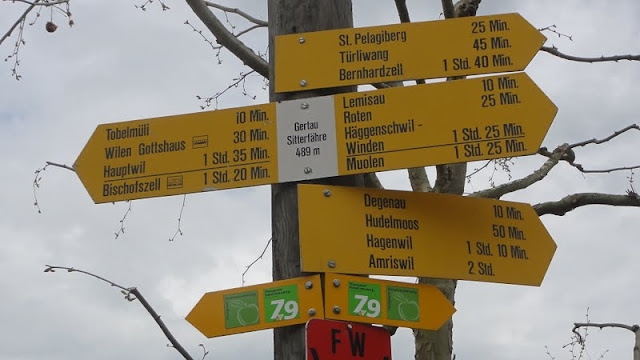 St. Pelagiberg 25 Min.
Türliwang 45 Min.
Bernhardzell 1 Std. 40 Min.
Tobelmüli 10 Min.
Wilen Gottshaus 30 Min.
Hauptwil 1 Std. 35 Min.
Bischofszell 1 Std. 20 Min.
Gertau
Sitterfähre
489 m
Lemisau 10 Min.
Roten 25 Min.
Häggenschwil-
Winden 1 Std. 25 Min.
Muolen 1 Std. 25 Min.
Degenau 10 Min.
Hudelmoos 50 Min.
Hagenwil 1 Std. 10 Min.
Amriswil 2 Std.
79
79
FW